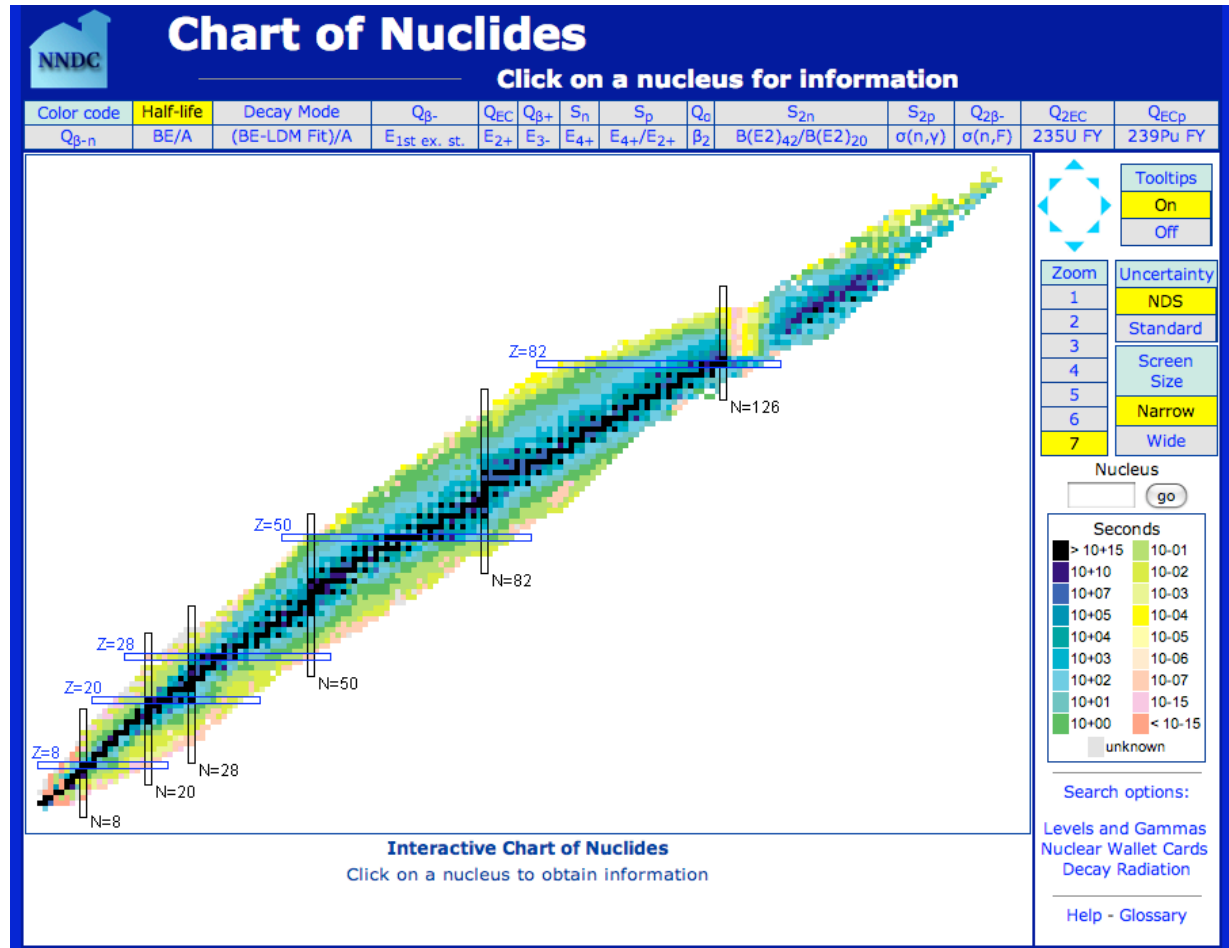 NNDC
Chart of Nuclides
Click on a nucleus for information
Color code Half-life Decay Mode Qβ- QEC Qβ+ Sn Sp Qα S2n S2p Q2β- Q2EC QECp
Qβ-n BE/A (BE-LDM Fit)/A E1st ex. st. E2+ E3- E4+ E4+/E2+ β2 B(E2)42/B(E2)20 σ(n,γ) σ(n,F) 235U FY 239Pu FY
Tooltips
On
Off
Zoom
1
2
3
4
5
6
7
Uncertainty
NDS
Standard
Screen
Size
Narrow
Wide
Nucleus
go
Seconds
> 10+15 10-01
10+10 10-02
10+07 10-03
10+05 10-04
10+04 10-05
10+03 10-06
10+02 10-07
10+01 10-15
10+00 < 10-15
unknown
Search options:
Levels and Gammas
Nuclear Wallet Cards
Decay Radiation
Help - Glossary
Z=82
N=126
Z=50
N=82
Z=28
N=50
Z=20
Z=8
N=28
N=20
N=8
Interactive Chart of Nuclides
Click on a nucleus to obtain information